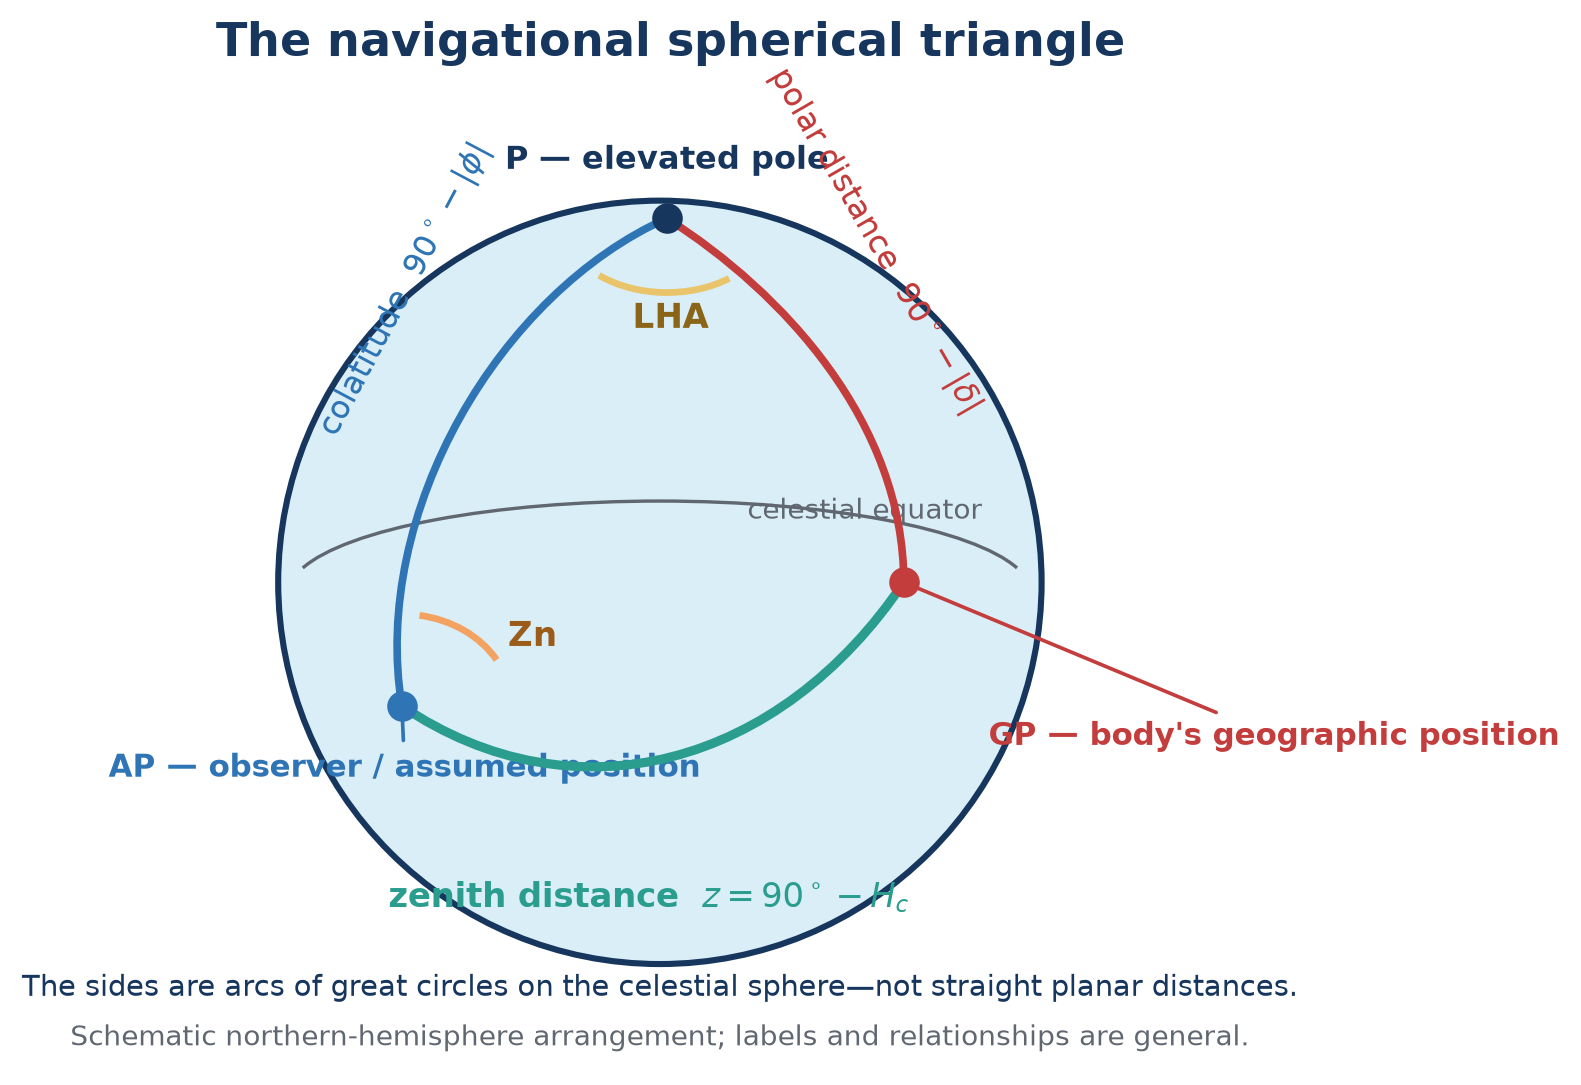 The navigational spherical triangle
polar distance 90° − |δ|
colatitude 90° − |ϕ|
P — elevated pole
LHA
celestial equator
Zn
GP — body's geographic position
AP — observer / assumed position
zenith distance z = 90° − H_c
The sides are arcs of great circles on the celestial sphere—not straight planar distances.
Schematic northern-hemisphere arrangement; labels and relationships are general.